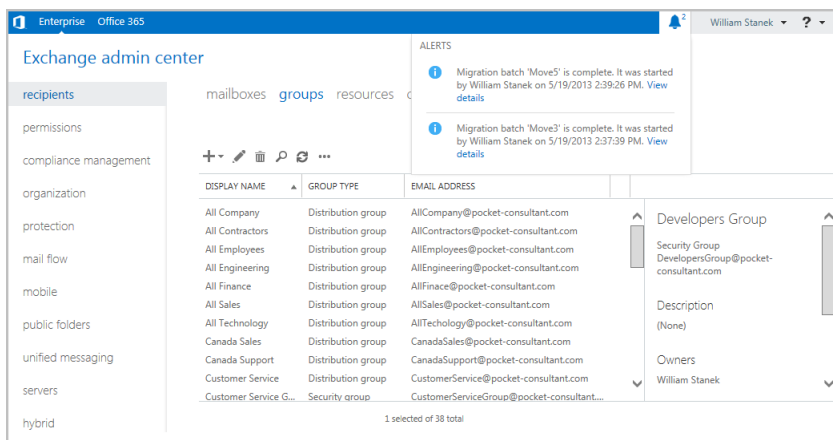 Enterprise Office 365
2
William Stanek
?
Exchange admin center
ALERTS
Migration batch 'Move5' is complete. It was started
by William Stanek on 5/19/2013 2:39:26 PM. View
details
Migration batch 'Move3' is complete. It was started
by William Stanek on 5/19/2013 2:37:39 PM. View
details
recipients
permissions
compliance management
organization
protection
mail flow
mobile
public folders
unified messaging
servers
hybrid
mailboxes groups resources
DISPLAY NAME GROUP TYPE EMAIL ADDRESS
All Company Distribution group AllCompany@pocket-consultant.com
All Contractors Distribution group AllContractors@pocket-consultant.com
All Employees Distribution group AllEmployees@pocket-consultant.com
All Engineering Distribution group AllEngineering@pocket-consultant.com
All Finance Distribution group AllFinace@pocket-consultant.com
All Sales Distribution group AllSales@pocket-consultant.com
All Technology Distribution group AllTechology@pocket-consultant.com
Canada Sales Distribution group CanadaSales@pocket-consultant.com
Canada Support Distribution group CanadaSupport@pocket-consultant.com
Customer Service Distribution group CustomerService@pocket-consultant.com
Customer Service G... Security group CustomerServiceGroup@pocket-consultant....
1 selected of 38 total
Developers Group
Security Group
DevelopersGroup@pocket-
consultant.com
Description
(None)
Owners
William Stanek